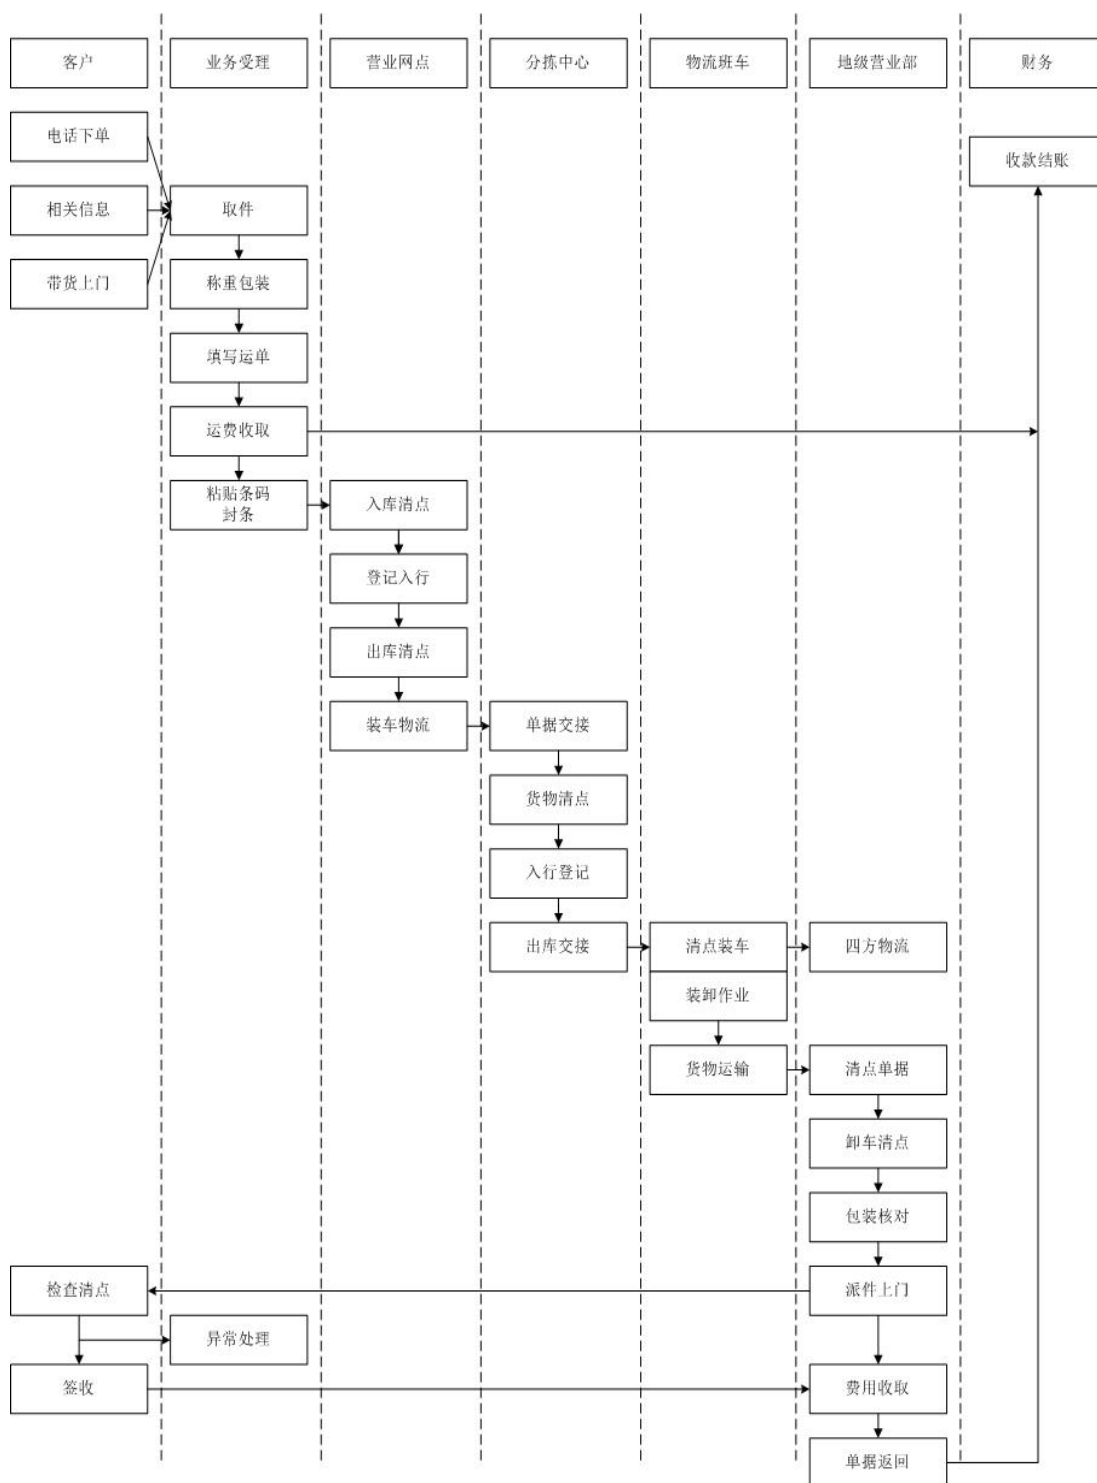 客户
业务受理
营业网点
分拣中心
物流班车
地级营业部
财务
电话下单
收款结账
相关信息
取件
带货上门
称重包装
填写运单
运费收取
粘贴条码
封条
入库清点
登记入行
出库清点
装车物流
单据交接
货物清点
入行登记
出库交接
清点装车
四方物流
装卸作业
货物运输
清点单据
卸车清点
包装核对
检查清点
派件上门
异常处理
签收
费用收取
单据返回